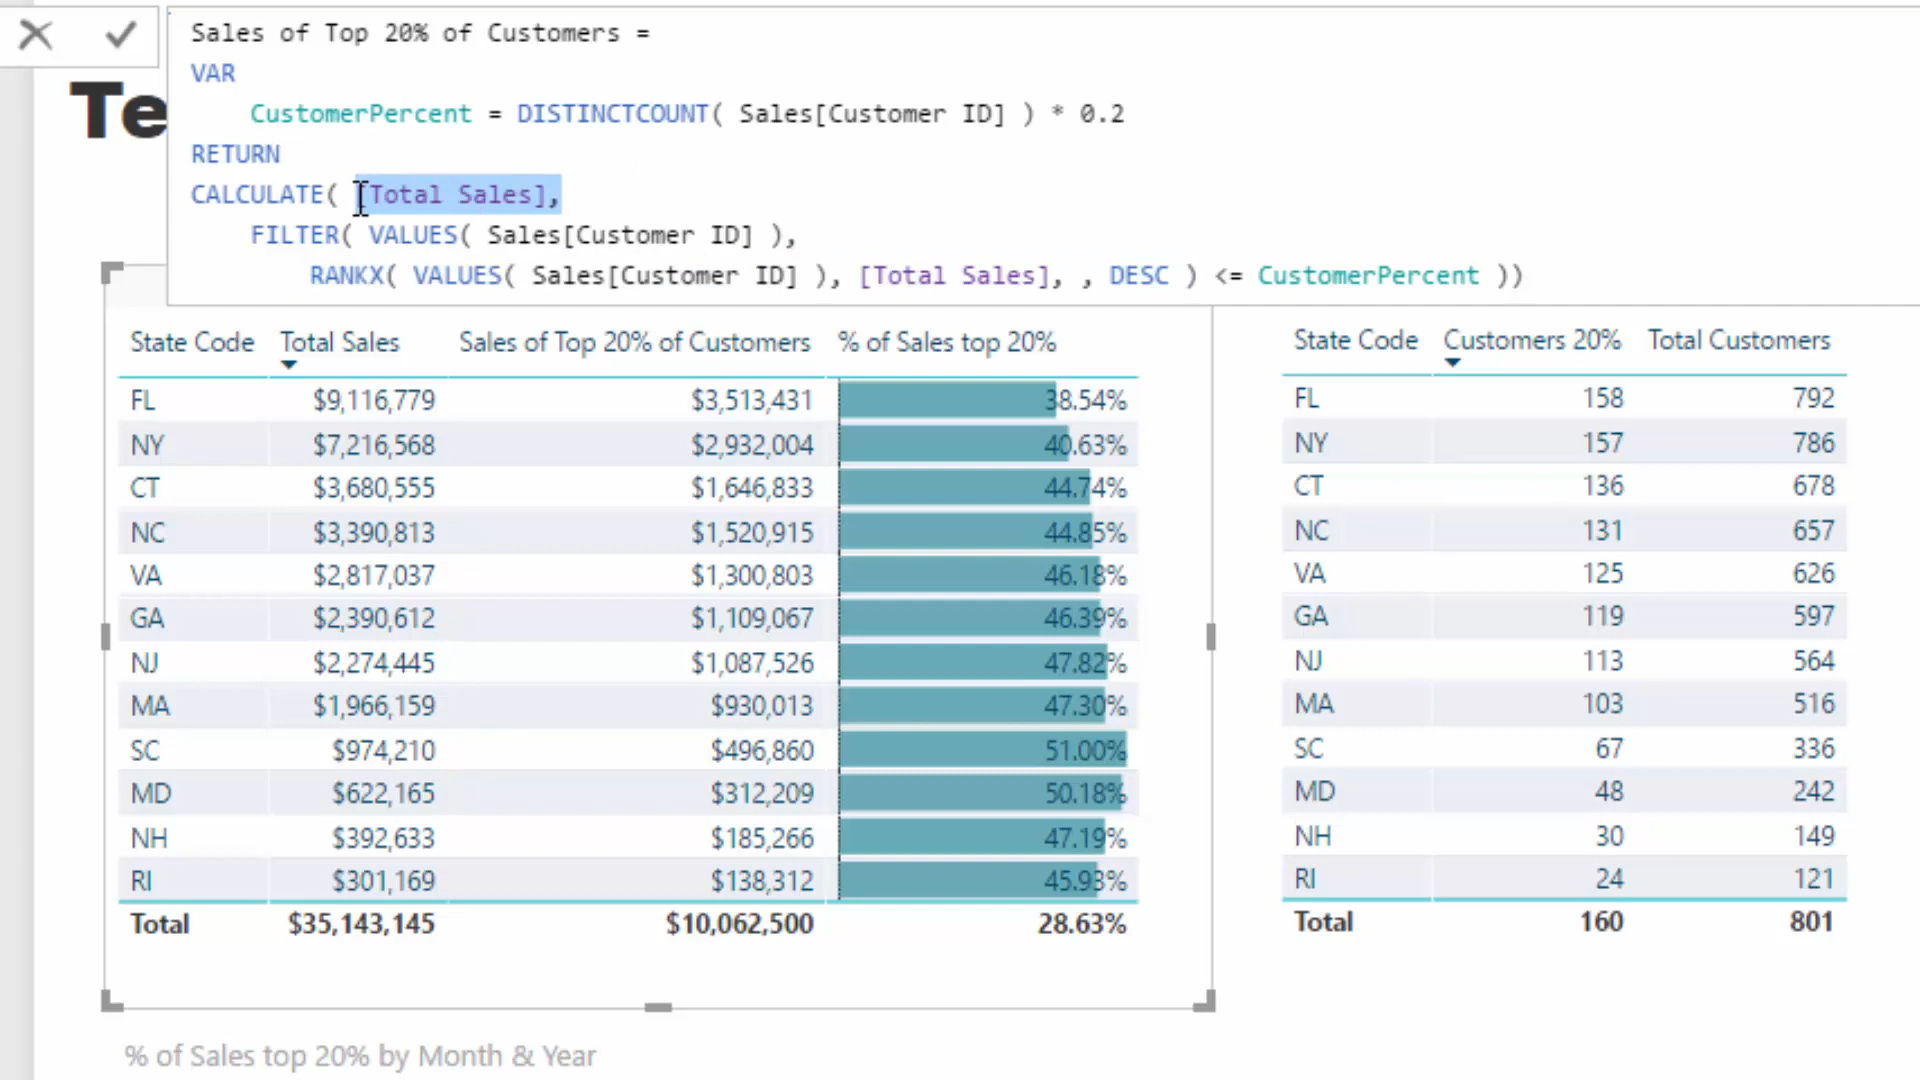 Sales of Top 20% of Customers =
VAR
CustomerPercent = DISTINCTCOUNT( Sales[Customer ID] ) * 0.2
RETURN
CALCULATE( [Total Sales],
FILTER( VALUES( Sales[Customer ID] ),
RANKX( VALUES( Sales[Customer ID] ), [Total Sales], , DESC ) <= CustomerPercent ))
Te
State Code Total Sales Sales of Top 20% of Customers % of Sales top 20%
FL $9,116,779 $3,513,431 38.54%
NY $7,216,568 $2,932,004 40.63%
CT $3,680,555 $1,646,833 44.74%
NC $3,390,813 $1,520,915 44.85%
VA $2,817,037 $1,300,803 46.18%
GA $2,390,612 $1,109,067 46.39%
NJ $2,274,445 $1,087,526 47.82%
MA $1,966,159 $930,013 47.30%
SC $974,210 $496,860 51.00%
MD $622,165 $312,209 50.18%
NH $392,633 $185,266 47.19%
RI $301,169 $138,312 45.93%
Total $35,143,145 $10,062,500 28.63%
State Code Customers 20% Total Customers
FL 158 792
NY 157 786
CT 136 678
NC 131 657
VA 125 626
GA 119 597
NJ 113 564
MA 103 516
SC 67 336
MD 48 242
NH 30 149
RI 24 121
Total 160 801
% of Sales top 20% by Month & Year